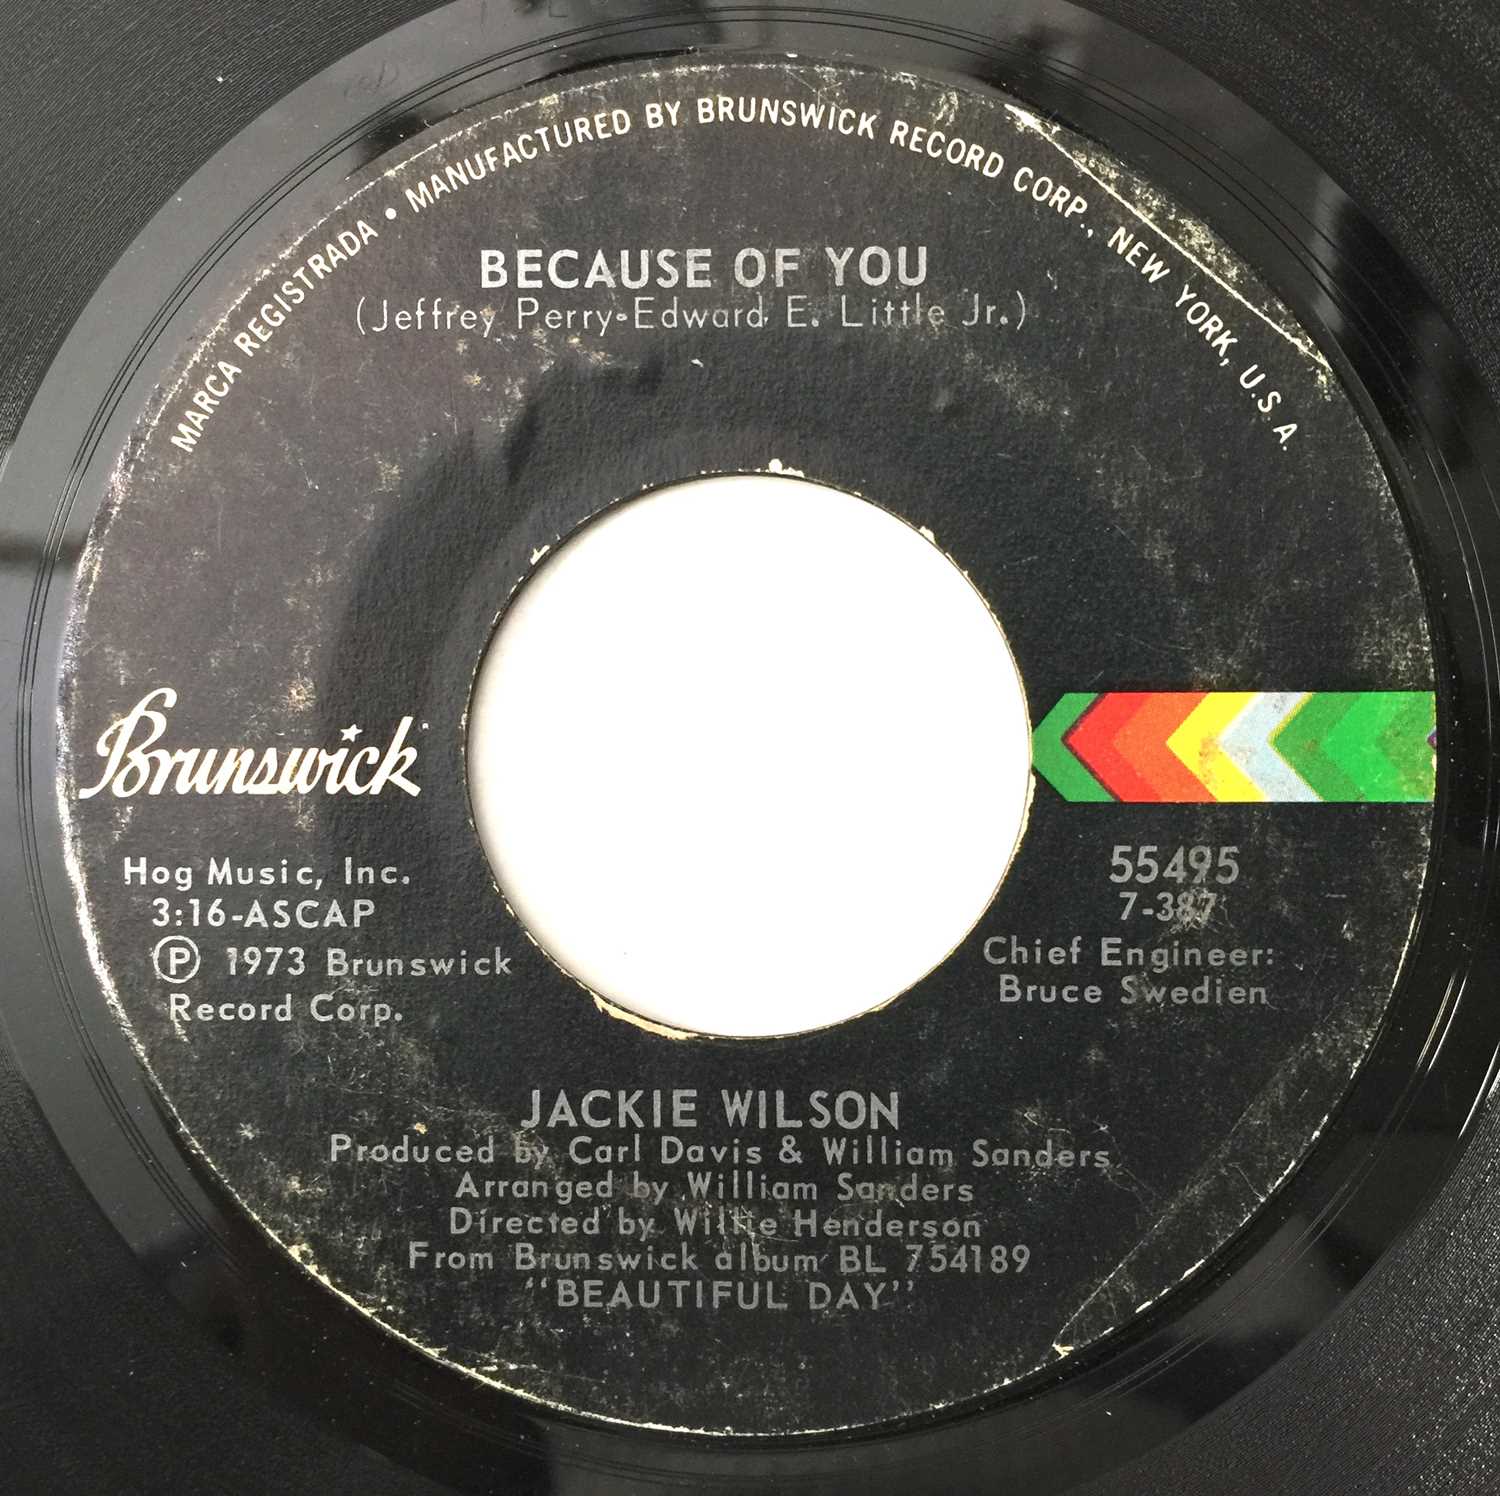 MARCA REGISTRADA • MANUFACTURED BY BRUNSWICK RECORD CORP., NEW YORK, U.S.A.
BECAUSE OF YOU
(Jeffrey Perry-Edward E. Little Jr.)
Brunswick
Hog Music, Inc.
3:16-ASCAP
Ⓟ 1973 Brunswick
Record Corp.
55495
7-387
Chief Engineer:
Bruce Swedien
JACKIE WILSON
Produced by Carl Davis & William Sanders
Arranged by William Sanders
Directed by Willie Henderson
From Brunswick album BL 754189
"BEAUTIFUL DAY"